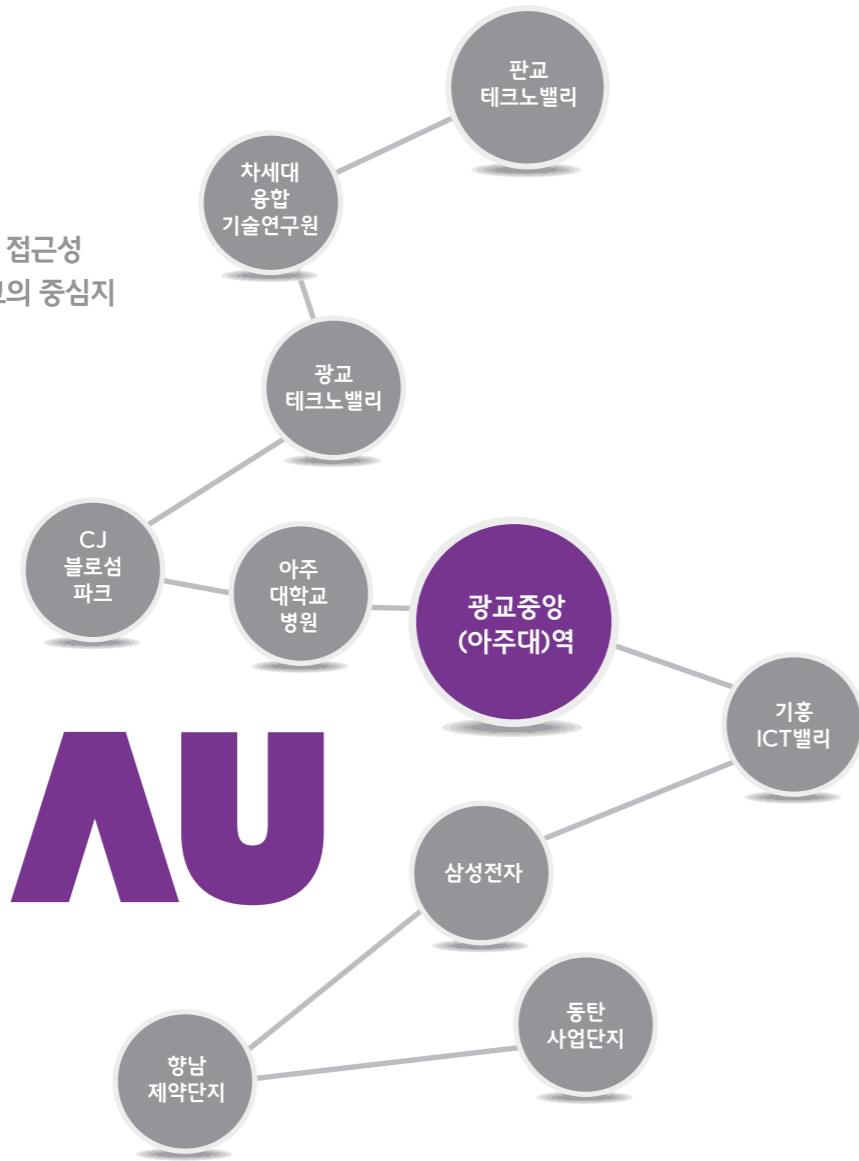 판교
테크노밸리
차세대
융합
기술연구원
접근성
의 중심지
광교
테크노밸리
CJ
블로섬
파크
아주
대학교
병원
광교중앙
(아주대)역
기흥
ICT밸리
AU
삼성전자
동탄
사업단지
향남
제약단지